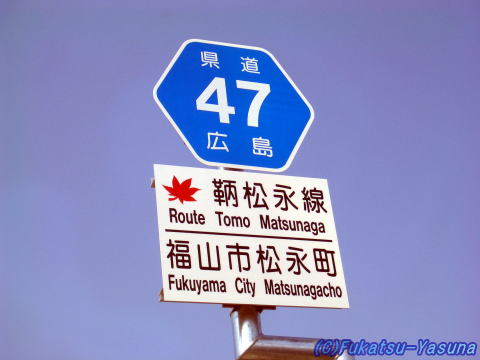 県道
47
広島
鞆松永線
Route Tomo Matsunaga
福山市松永町
Fukuyama City Matsunagacho
(C)Fukatsu-Yasuna